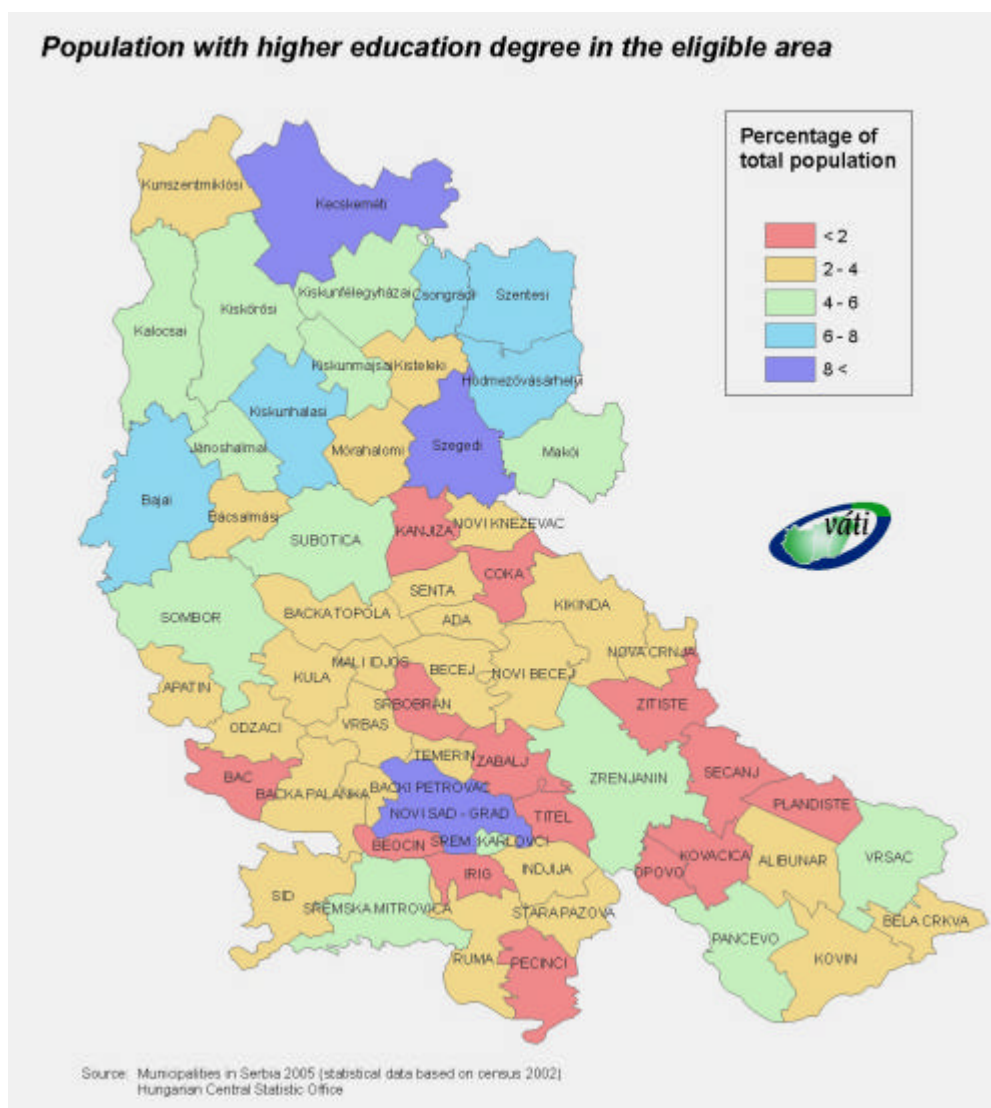 Population with higher education degree in the eligible area
Percentage of
total population
< 2
2 - 4
4 - 6
6 - 8
8 <
Kunszentmiklósi
Kecskeméti
Kiskunfélegyházai
Csongrádi
Szentesi
Kiskőrösi
Kalocsai
Kiskunmajsai
Kisteleki
Hódmezővásárhelyi
Kiskunhalasi
Jánoshalmai
Mórahalomi
Szegedi
Makói
Bajai
Bácsalmási
váti
KANJIZA
NOVI KNEZEVAC
SUBOTICA
COKA
SENTA
KIKINDA
SOMBOR
BACKA TOPOLA
ADA
MALI IDJOS
BECEJ
NOVI BECEJ
NOVA CRNJA
APATIN
KULA
SRBOBRAN
ZITISTE
ODZACI
VRBAS
TEMERIN
ZABALJ
ZRENJANIN
SECANJ
BAC
BACKA PALANKA
BACKI PETROVAC
PLANDISTE
NOVI SAD - GRAD
TITEL
BEOCIN
SREM. KARLOVCI
KOVACICA
ALIBUNAR
VRSAC
OPOVO
IRIG
INDJIJA
SID
SREMSKA MITROVICA
STARA PAZOVA
BELA CRKVA
PANCEVO
RUMA
PECINCI
KOVIN
Source: Municipalities in Serbia 2005 (statistical data based on census 2002)
Hungarian Central Statistic Office